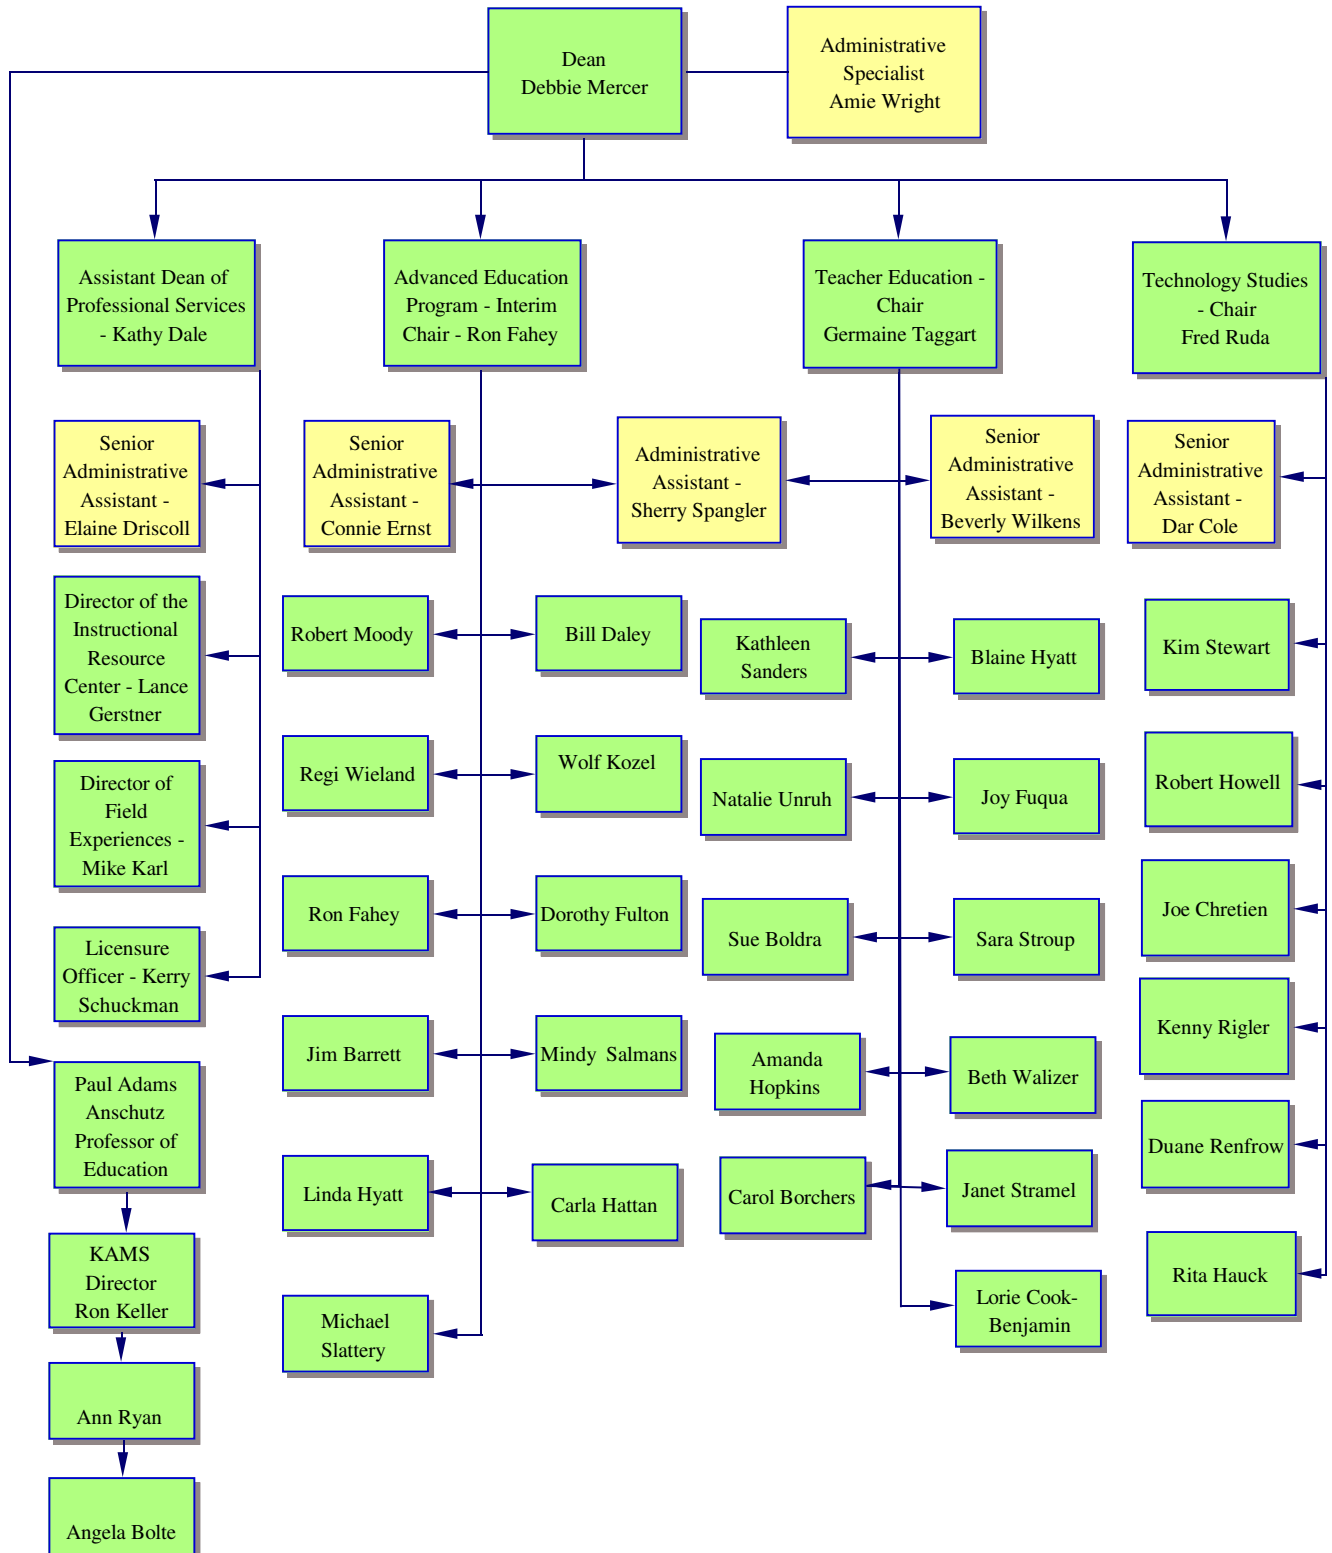 Dean
Debbie Mercer
Administrative
Specialist
Amie Wright
Assistant Dean of
Professional Services
- Kathy Dale
Advanced Education
Program - Interim
Chair - Ron Fahey
Teacher Education -
Chair
Germaine Taggart
Technology Studies
- Chair
Fred Ruda
Senior
Administrative
Assistant -
Elaine Driscoll
Senior
Administrative
Assistant -
Connie Ernst
Administrative
Assistant -
Sherry Spangler
Senior
Administrative
Assistant -
Beverly Wilkens
Senior
Administrative
Assistant -
Dar Cole
Director of the
Instructional
Resource
Center - Lance
Gerstner
Robert Moody
Bill Daley
Kathleen
Sanders
Blaine Hyatt
Kim Stewart
Director of
Field
Experiences -
Mike Karl
Regi Wieland
Wolf Kozel
Natalie Unruh
Joy Fuqua
Robert Howell
Licensure
Officer - Kerry
Schuckman
Ron Fahey
Dorothy Fulton
Sue Boldra
Sara Stroup
Joe Chretien
Paul Adams
Anschutz
Professor of
Education
Jim Barrett
Mindy  Salmans
Amanda
Hopkins
Beth Walizer
Kenny Rigler
Linda Hyatt
Carla Hattan
Carol Borchers
Janet Stramel
Duane Renfrow
KAMS
Director
Ron Keller
Michael
Slattery
Lorie Cook-
Benjamin
Rita Hauck
Ann Ryan
Angela Bolte